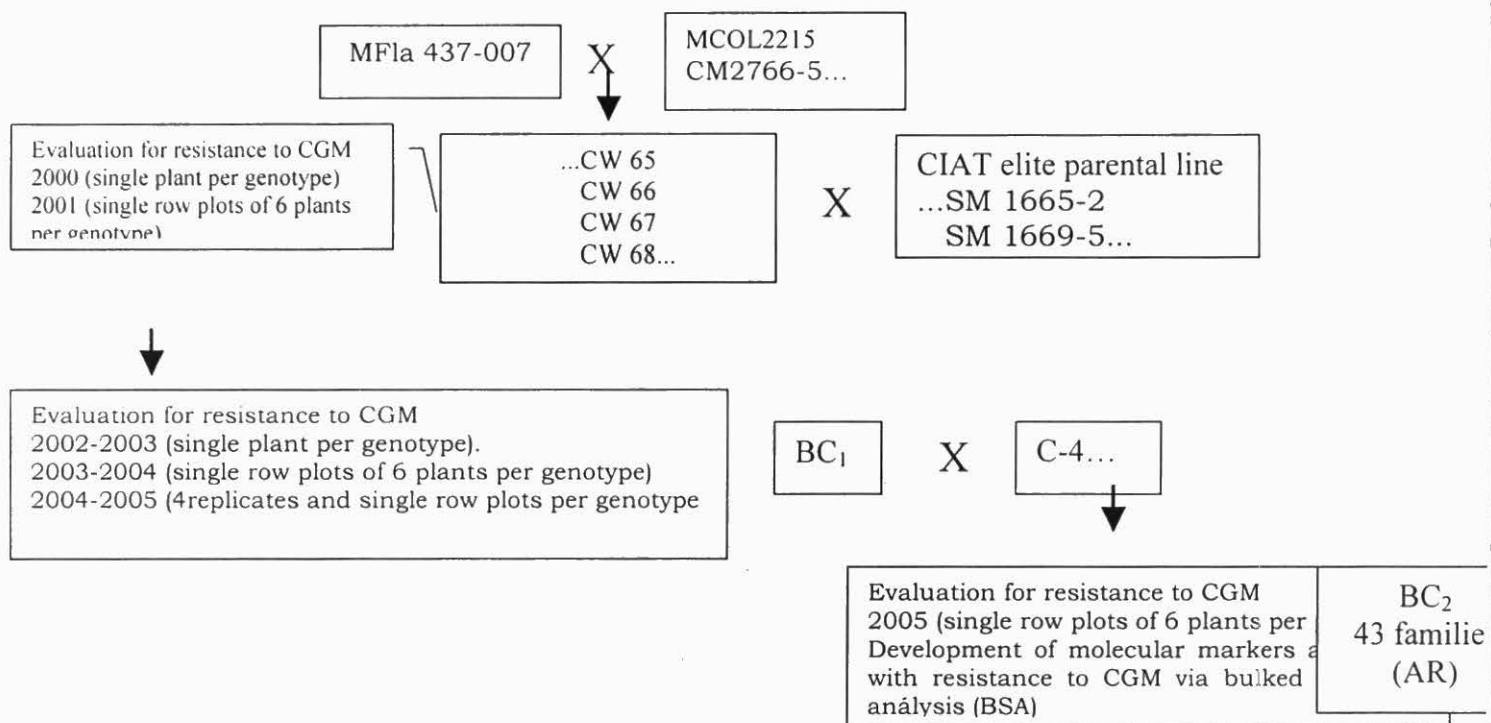 MFla 437-007
X
MCOL2215
CM2766-5...
Evaluation for resistance to CGM
2000 (single plant per genotype)
2001 (single row plots of 6 plants
per genotype)
...CW 65
CW 66
CW 67
CW 68...
X
CIAT elite parental line
...SM 1665-2
SM 1669-5...
Evaluation for resistance to CGM
2002-2003 (single plant per genotype).
2003-2004 (single row plots of 6 plants per genotype)
2004-2005 (4replicates and single row plots per genotype
BC₁
X
C-4...
Evaluation for resistance to CGM
2005 (single row plots of 6 plants per
Development of molecular markers a
with resistance to CGM via bulked
análysis (BSA)
BC₂
43 familie
(AR)